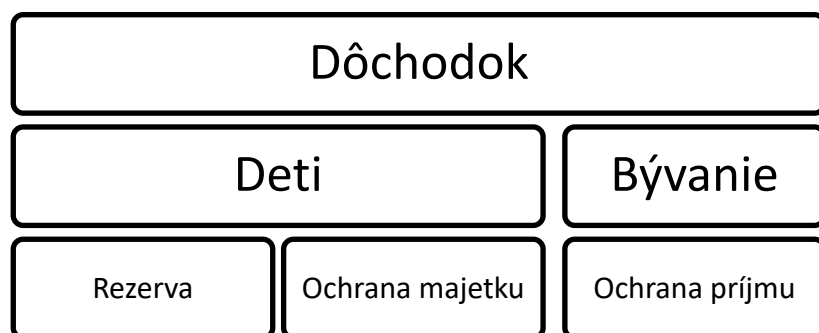 Dôchodok
Deti
Bývanie
Rezerva
Ochrana majetku
Ochrana príjmu